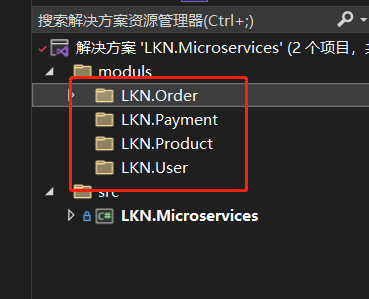 搜索解决方案资源管理器(Ctrl+;)
解决方案 'LKN.Microservices' (2 个项目，
moduls
LKN.Order
LKN.Payment
LKN.Product
LKN.User
src
C# LKN.Microservices